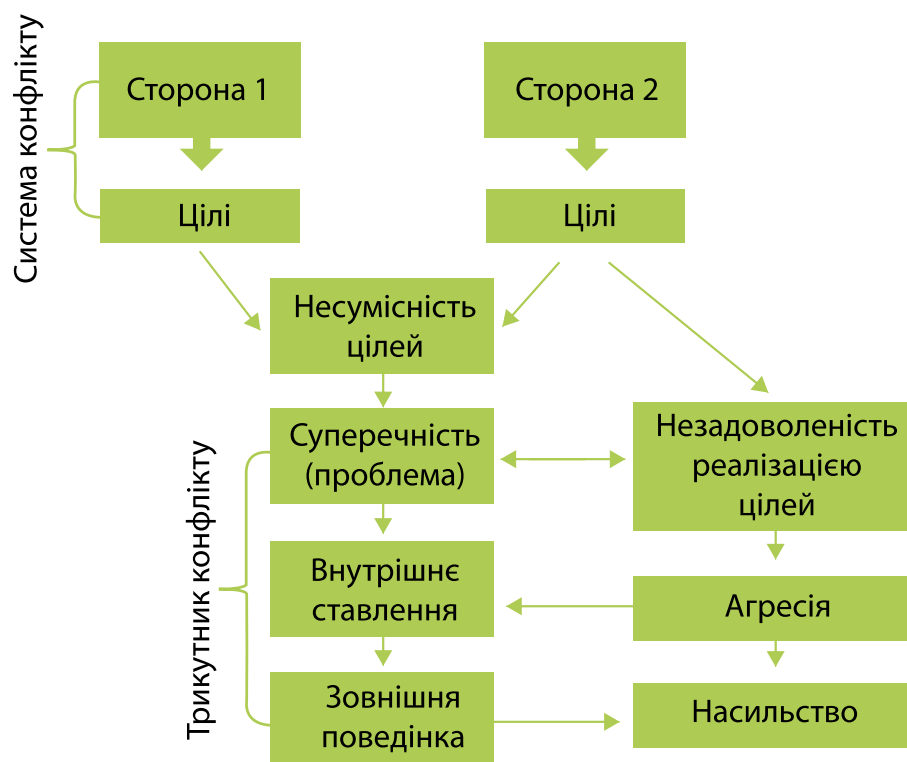 Система конфлікту
Сторона 1
Сторона 2
Цілі
Цілі
Несумісність
цілей
Трикутник конфлікту
Суперечність
(проблема)
Незадоволеність
реалізацією
цілей
Внутрішнє
ставлення
Агресія
Зовнішня
поведінка
Насильство